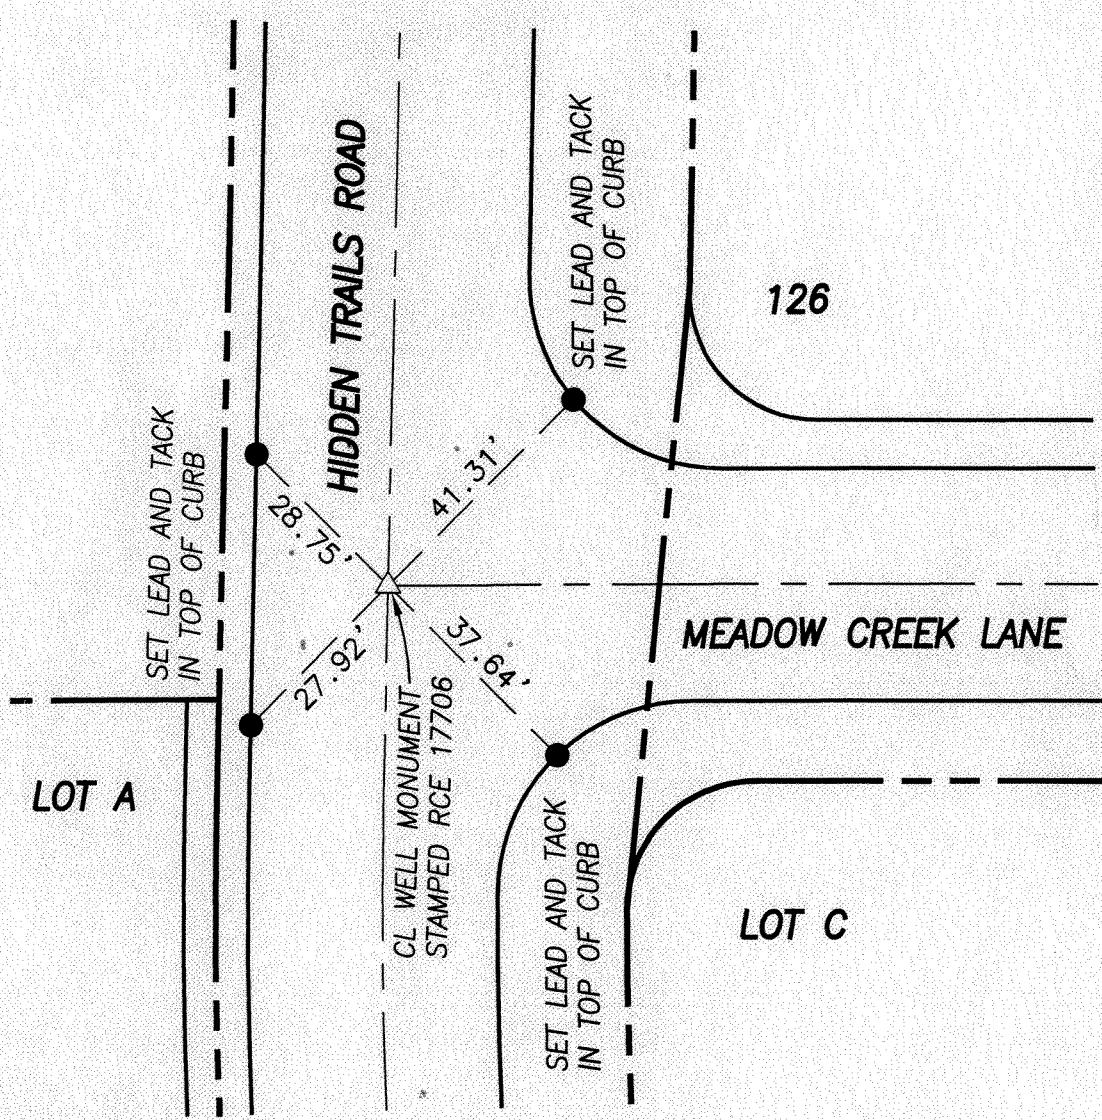 HIDDEN TRAILS ROAD
SET LEAD AND TACK
IN TOP OF CURB
126
SET LEAD AND TACK
IN TOP OF CURB
28.75'
41.31'
27.92'
37.64'
MEADOW CREEK LANE
CL WELL MONUMENT
STAMPED RCE 17706
LOT A
SET LEAD AND TACK
IN TOP OF CURB
LOT C